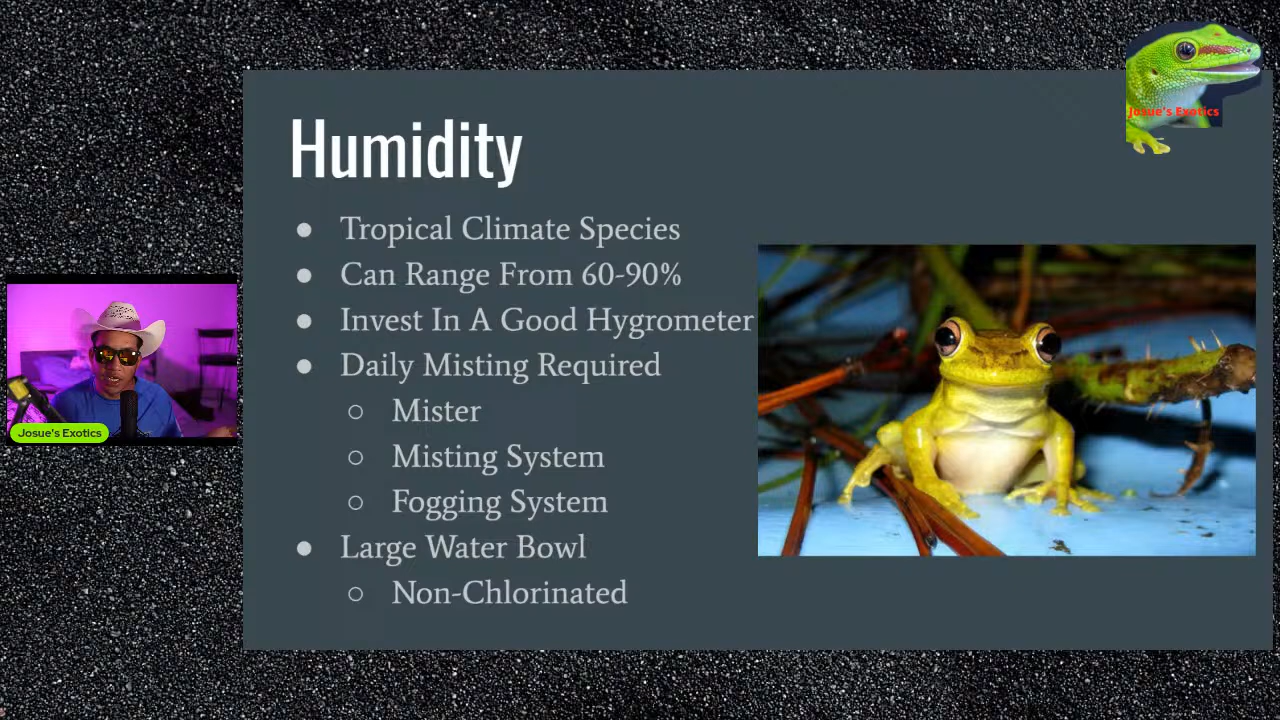 Josue's Exotics
Humidity
● Tropical Climate Species
● Can Range From 60-90%
● Invest In A Good Hygrometer
● Daily Misting Required
○ Mister
○ Misting System
○ Fogging System
● Large Water Bowl
○ Non-Chlorinated
Josue's Exotics